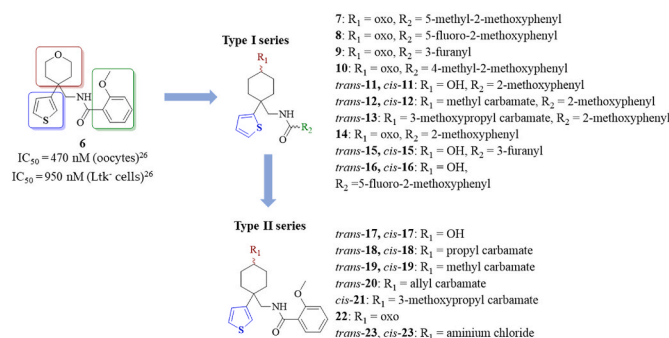 Type I series
R₁
NH
S
O
R₂
O
O
NH
S
O
6
IC₅₀ = 470 nM (oocytes)²⁶
IC₅₀ = 950 nM (Ltk⁻ cells)²⁶
7: R₁ = oxo, R₂ = 5-methyl-2-methoxyphenyl
8: R₁ = oxo, R₂ = 5-fluoro-2-methoxyphenyl
9: R₁ = oxo, R₂ = 3-furanyl
10: R₁ = oxo, R₂ = 4-methyl-2-methoxyphenyl
trans-11, cis-11: R₁ = OH, R₂ = 2-methoxyphenyl
trans-12, cis-12: R₁ = methyl carbamate, R₂ = 2-methoxyphenyl
trans-13: R₁ = 3-methoxypropyl carbamate, R₂ = 2-methoxyphenyl
14: R₁ = oxo, R₂ = 2-methoxyphenyl
trans-15, cis-15: R₁ = OH, R₂ = 3-furanyl
trans-16, cis-16: R₁ = OH,
R₂ =5-fluoro-2-methoxyphenyl
Type II series
R₁
O
NH
S
O
trans-17, cis-17: R₁ = OH
trans-18, cis-18: R₁ = propyl carbamate
trans-19, cis-19: R₁ = methyl carbamate
trans-20: R₁ = allyl carbamate
cis-21: R₁ = 3-methoxypropyl carbamate
22: R₁ = oxo
trans-23, cis-23: R₁ = aminium chloride